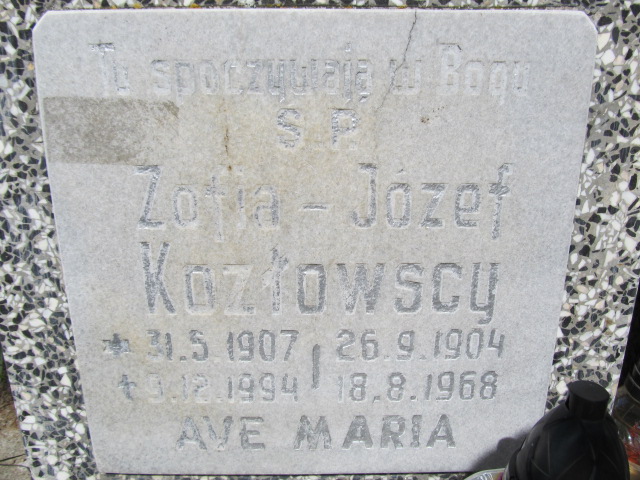 Tu spoczywają w Bogu
Ś.P.
Zofja - Józef
Kozłowscy
* 31.5.1907 | 26.9.1904
✝ 9.12.1994 | 18.8.1968
AVE MARIA